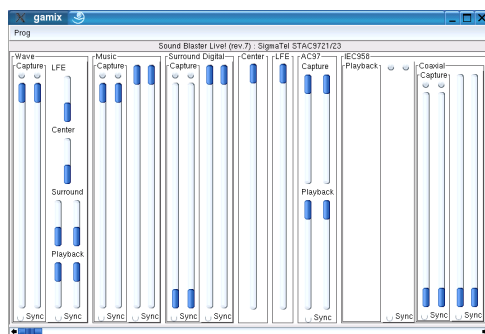 gamix
Prog
Sound Blaster Live! (rev.7) : SigmaTel STAC9721/23
Wave Music Surround Digital Center LFE AC97 IEC958
Capture LFE Capture Capture Capture Playback Coaxial
Capture
Center
Surround Playback
Playback
Sync Sync Sync Sync Sync Sync Sync Sync Sync Sync